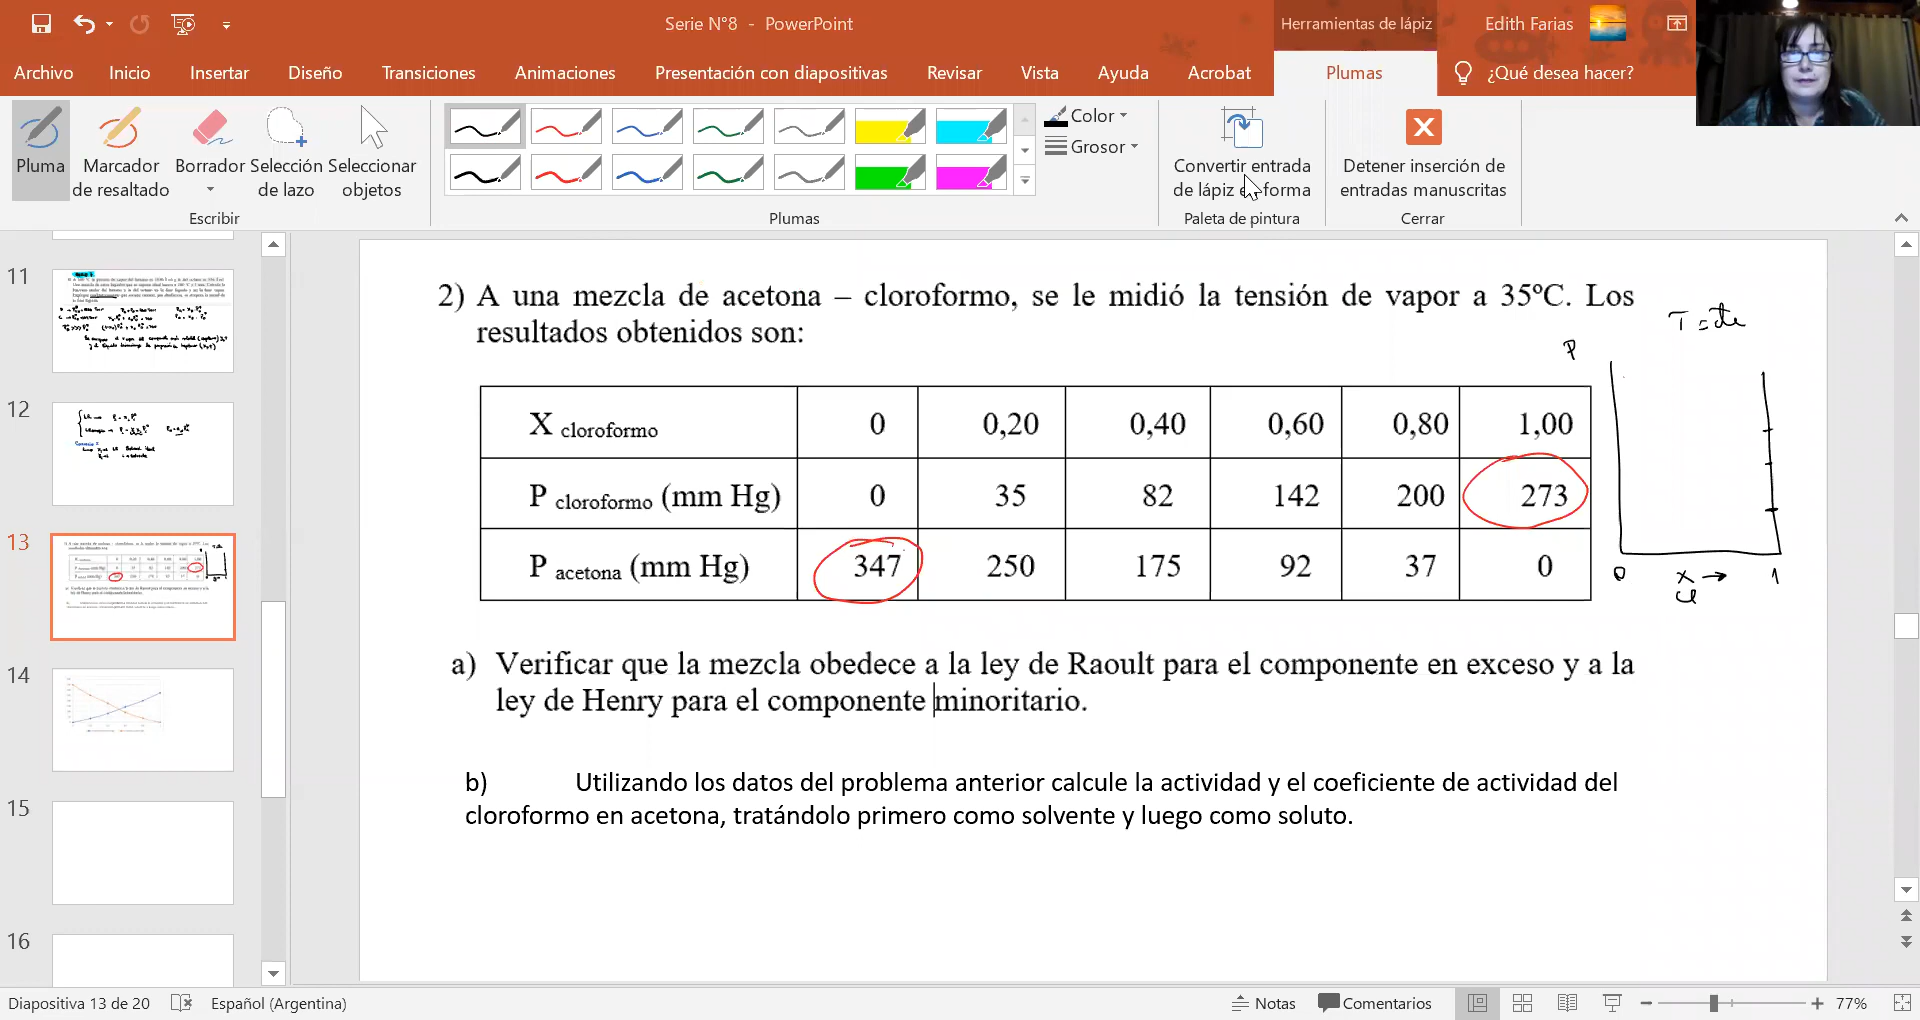 Serie N°8 - PowerPoint
Herramientas de lápiz
Edith Farias
Archivo Inicio Insertar Diseño Transiciones Animaciones Presentación con diapositivas Revisar Vista Ayuda Acrobat Plumas ¿Qué desea hacer?
Pluma
Marcador de resaltado
Borrador
Selección de lazo
Seleccionar objetos
Escribir
Color
Grosor
Plumas
Convertir entrada
de lápiz forma
Paleta de pintura
Detener inserción de
entradas manuscritas
Cerrar
11
12
13
14
15
16
2) A una mezcla de acetona – cloroformo, se le midió la tensión de vapor a 35ºC. Los
resultados obtenidos son:
X cloroformo 0 0,20 0,40 0,60 0,80 1,00
P cloroformo (mm Hg) 0 35 82 142 200 273
P acetona (mm Hg) 347 250 175 92 37 0
P
T = cte
0 x → 1
cl
a) Verificar que la mezcla obedece a la ley de Raoult para el componente en exceso y a la
ley de Henry para el componente minoritario.
b) Utilizando los datos del problema anterior calcule la actividad y el coeficiente de actividad del
cloroformo en acetona, tratándolo primero como solvente y luego como soluto.
Diapositiva 13 de 20 Español (Argentina) Notas Comentarios 77%